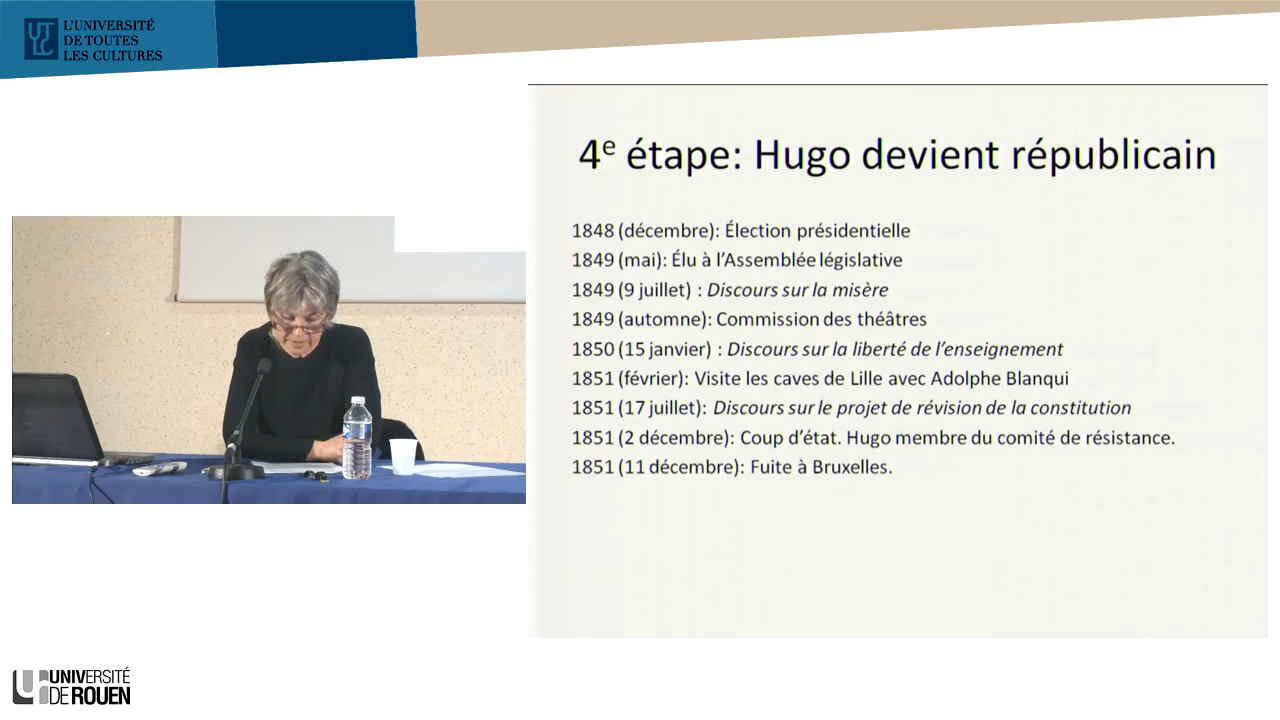 L'UNIVERSITÉ
DE TOUTES
LES CULTURES
4e étape: Hugo devient républicain
1848 (décembre): Élection présidentielle
1849 (mai): Élu à l'Assemblée législative
1849 (9 juillet) : Discours sur la misère
1849 (automne): Commission des théâtres
1850 (15 janvier) : Discours sur la liberté de l'enseignement
1851 (février): Visite les caves de Lille avec Adolphe Blanqui
1851 (17 juillet): Discours sur le projet de révision de la constitution
1851 (2 décembre): Coup d'état. Hugo membre du comité de résistance.
1851 (11 décembre): Fuite à Bruxelles.
UNIVERSITÉ
DE ROUEN